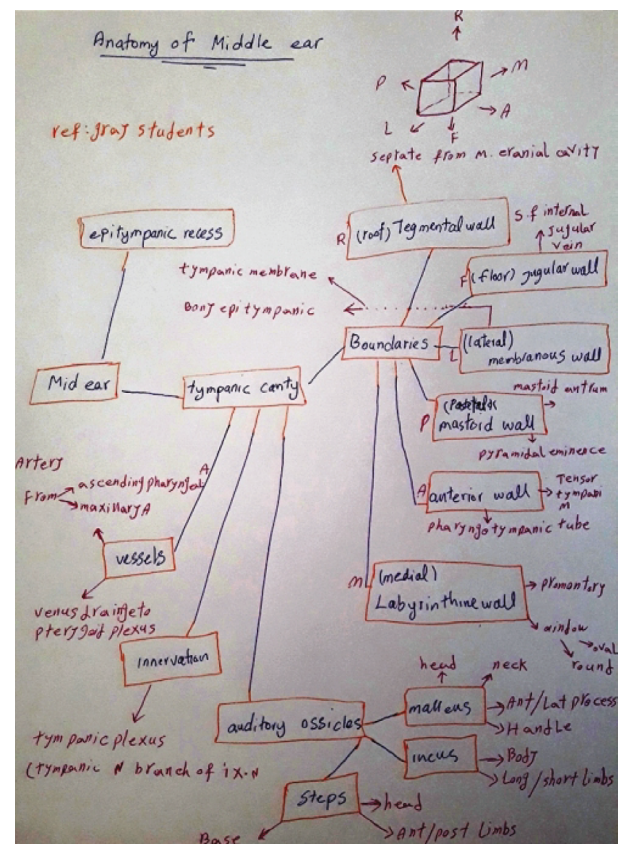 Anatomy of Middle ear
ref: gray students
R
P
M
A
L
F
septate from m. cranial cavity
epitympanic recess
R
(roof) Tegmental wall
S.f internal
jugular
vein
F
(floor) jugular wall
tympanic membrane
Bony epitympanic
Boundaries
L
(lateral)
membranous wall
Mid ear
tympanic cavity
mastoid antrum
P
mastoid wall
pyramidal eminence
Artery
From
ascending pharyngeal
A
maxillary A
A
anterior wall
Tensor
tympani
M
pharyngotympanic tube
vessels
venus drainge to
pterygoid plexus
M
(medial)
Labyrinthine wall
promontory
window
oval
round
innervation
tympanic plexus
(tympanic N branch of ix.N
head
neck
auditory ossicles
malleus
Ant/Lat process
Handle
incus
Body
Long/short limbs
Steps
head
Base
Ant/post Limbs